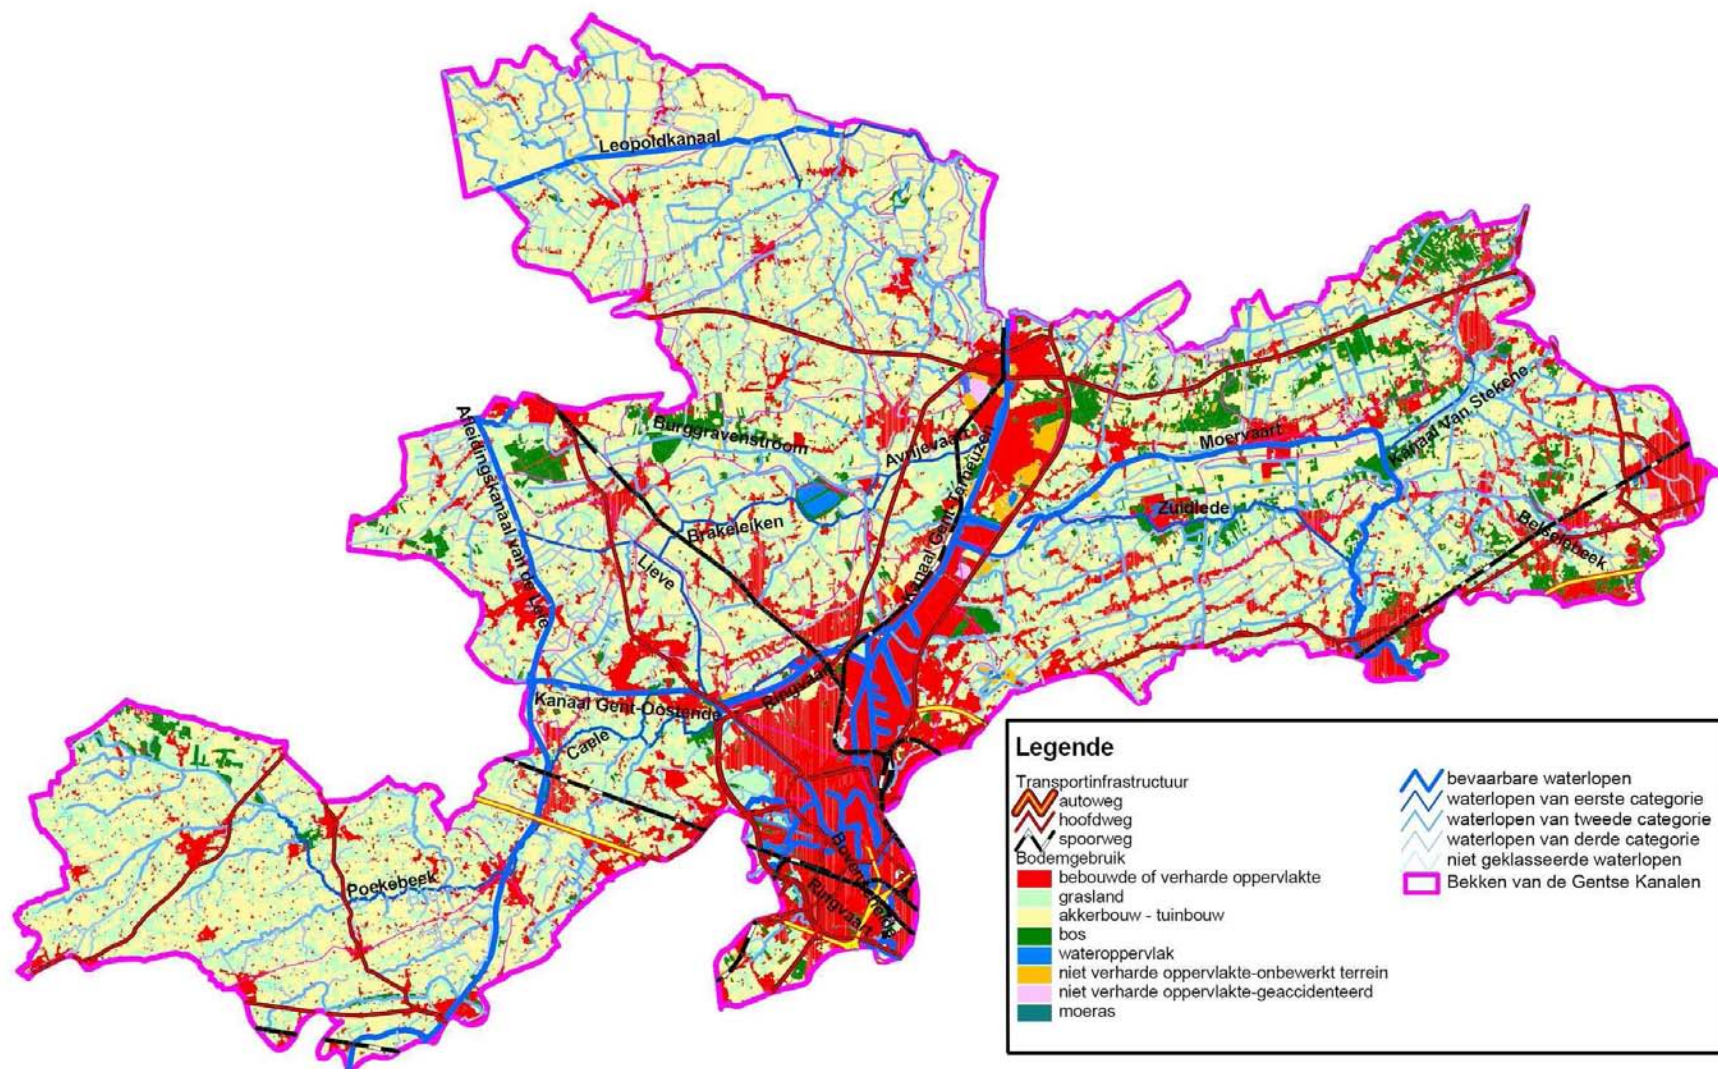 Leopoldkanaal
Afleidingskanaal van de Leie
Burggravenstroom
Avrijevaart
Kanaal Gent-Terneuzen
Moervaart
Kanaal Van Stekene
Brakeleiken
Zuidlede
Bekselgbeek
Lieve
Kanaal Gent-Oostende
Ringvaart
Caele
Poekebeek
Ringvaart
Legende
Transportinfrastructuur
autoweg
hoofdweg
spoorweg
Bodemgebruik
bebouwde of verharde oppervlakte
grasland
akkerbouw - tuinbouw
bos
wateroppervlak
niet verharde oppervlakte-onbewerkt terrein
niet verharde oppervlakte-geaccidenteerd
moeras
bevaarbare waterlopen
waterlopen van eerste categorie
waterlopen van tweede categorie
waterlopen van derde categorie
niet geklasseerde waterlopen
Bekken van de Gentse Kanalen